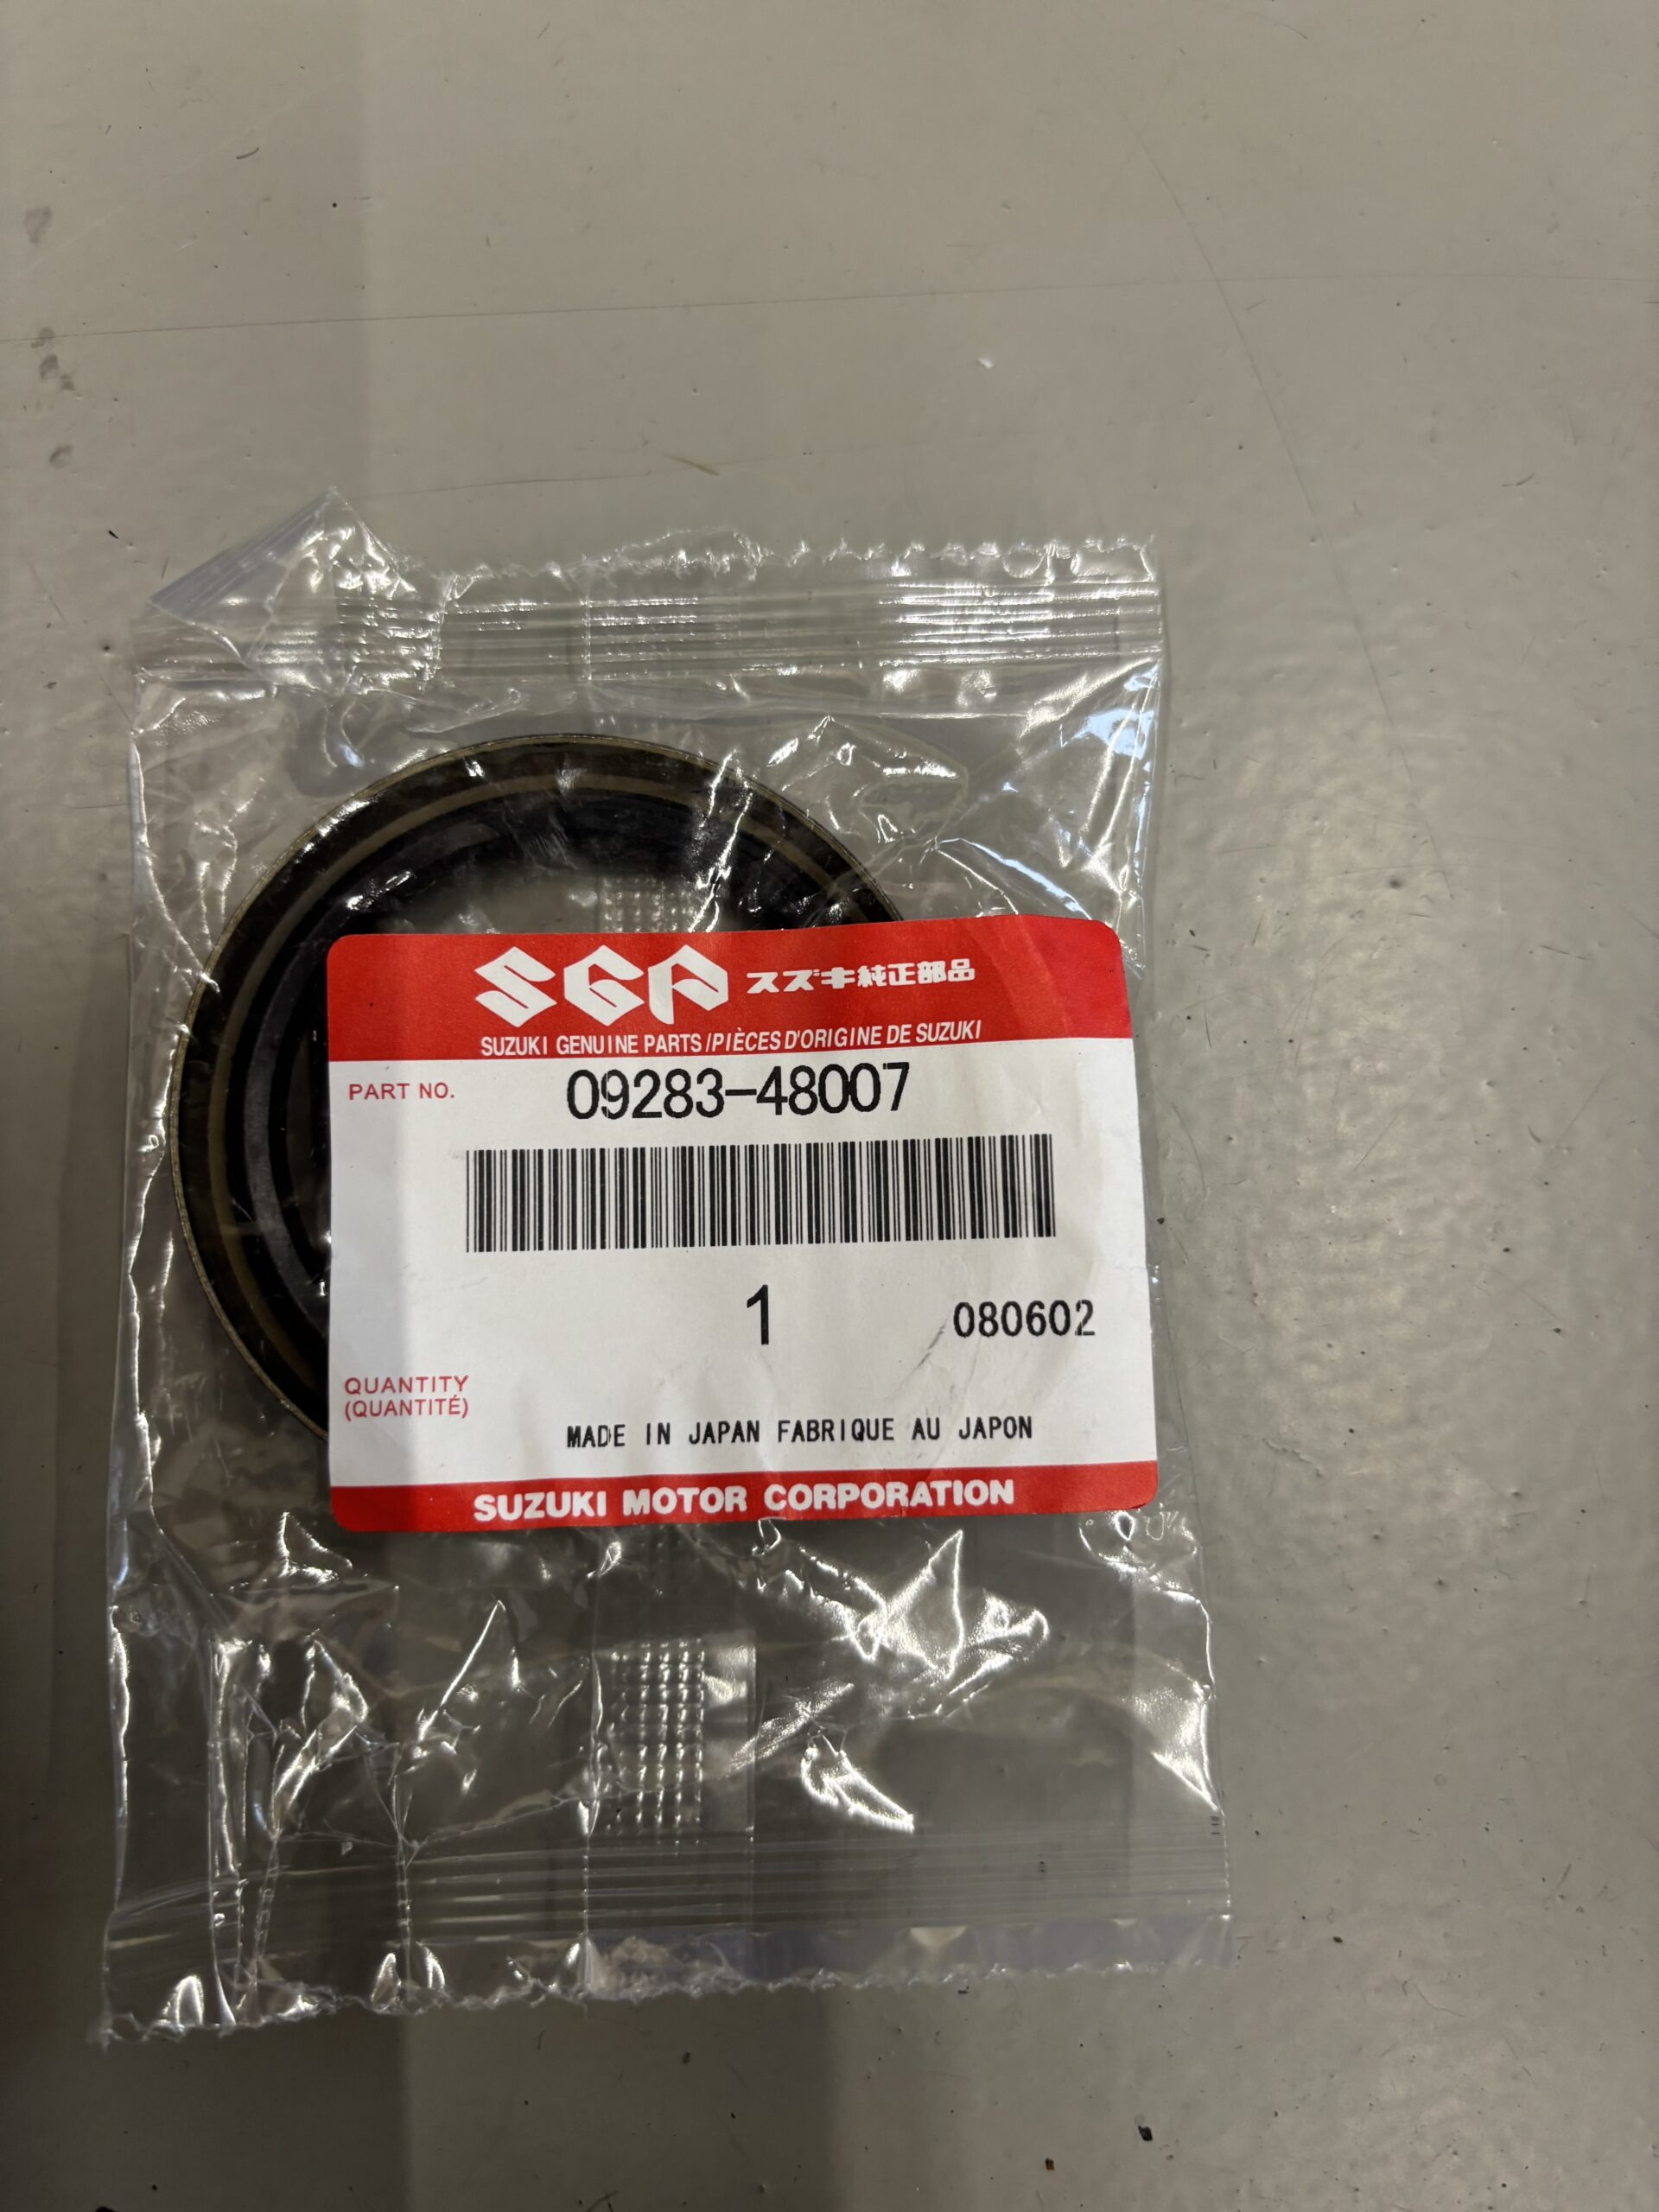 SGP スズキ純正部品
SUZUKI GENUINE PARTS/PIÈCES D'ORIGINE DE SUZUKI
PART NO. 09283-48007
1 080602
QUANTITY
(QUANTITÉ)
MADE IN JAPAN FABRIQUE AU JAPON
SUZUKI MOTOR CORPORATION